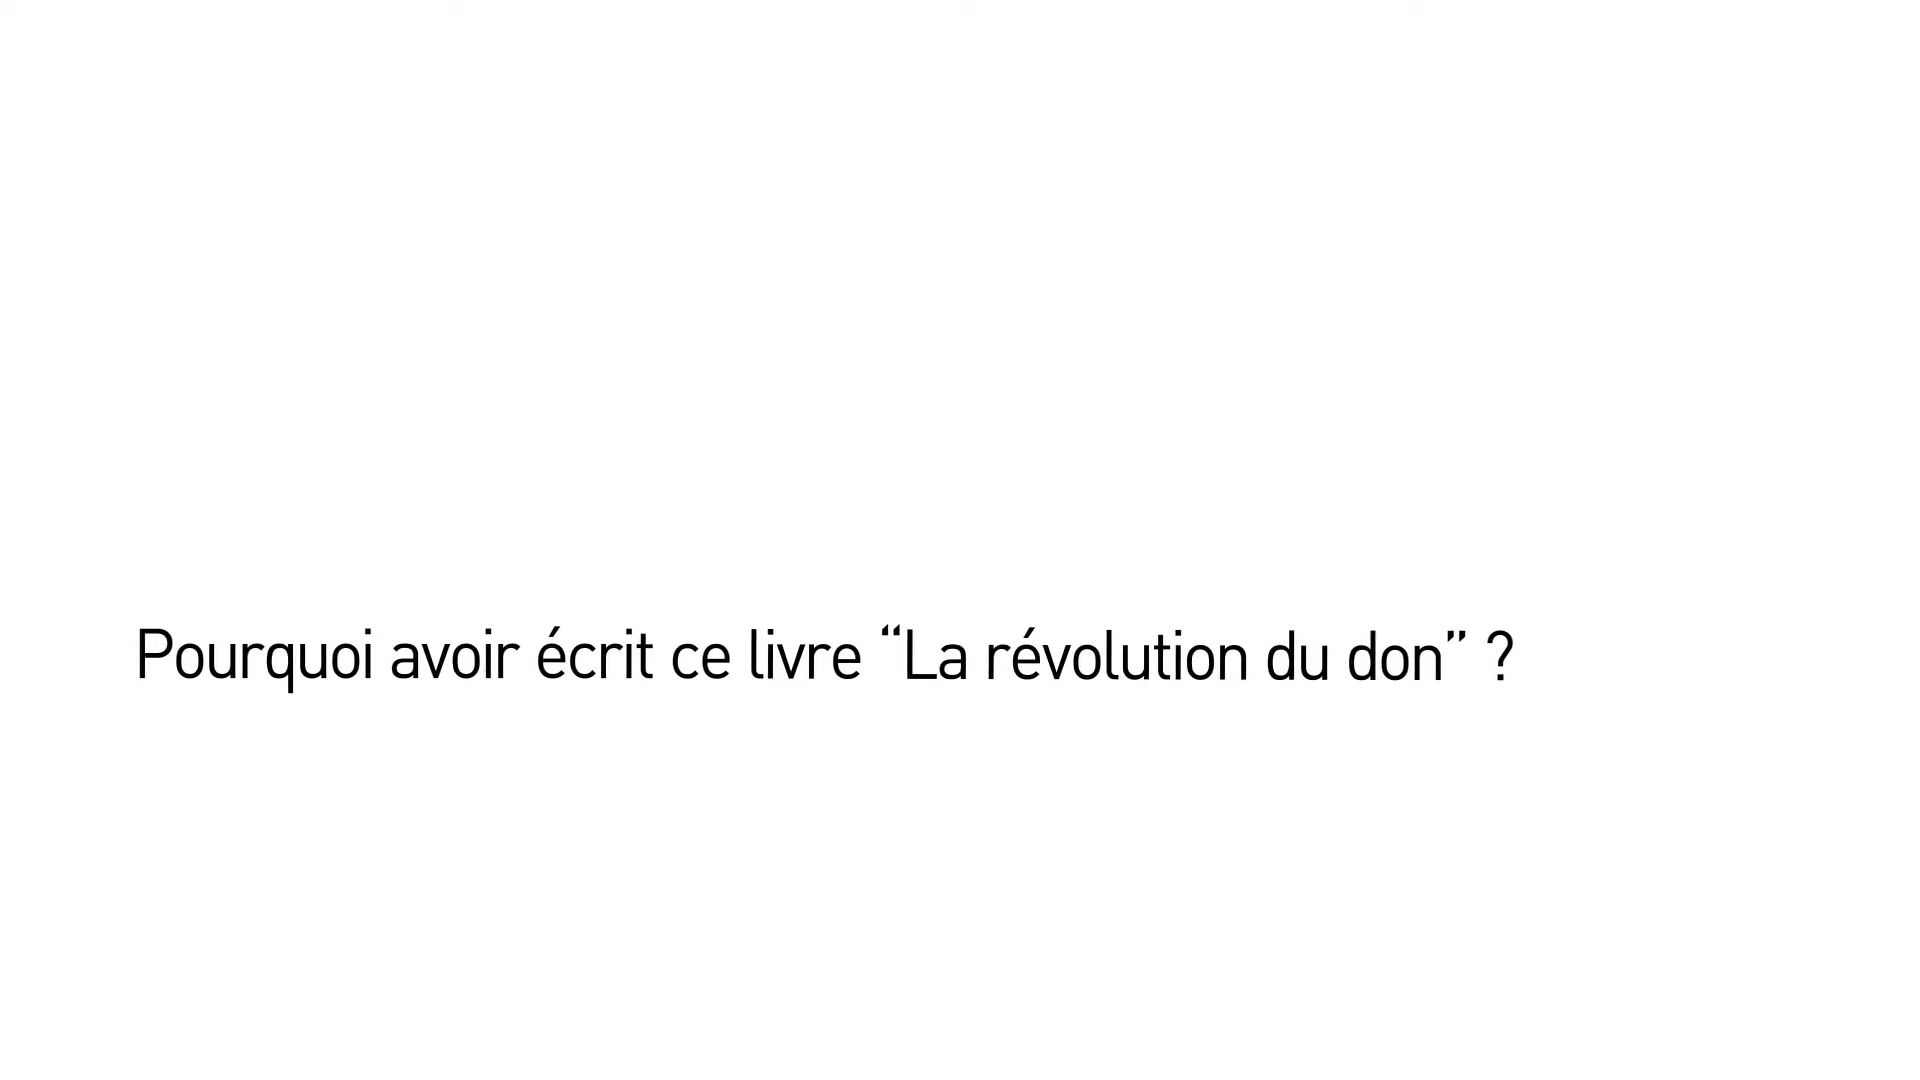 Pourquoi avoir écrit ce livre “La révolution du don” ?